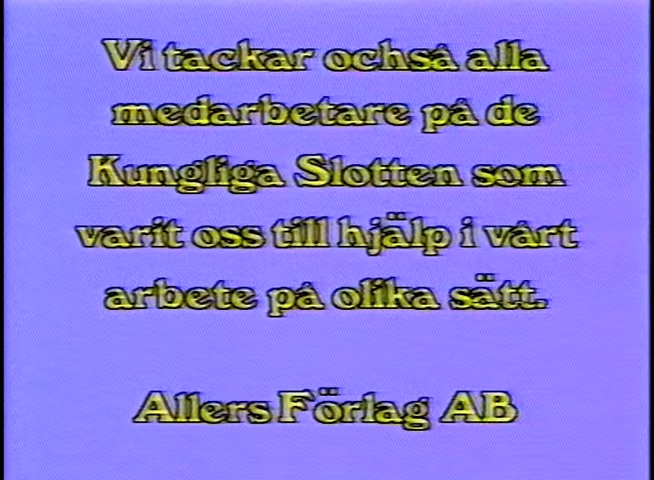 Vi tackar ochså alla
medarbetare på de
Kungliga Slotten som
varit oss till hjälp i vårt
arbete på olika sätt.
Allers Förlag AB